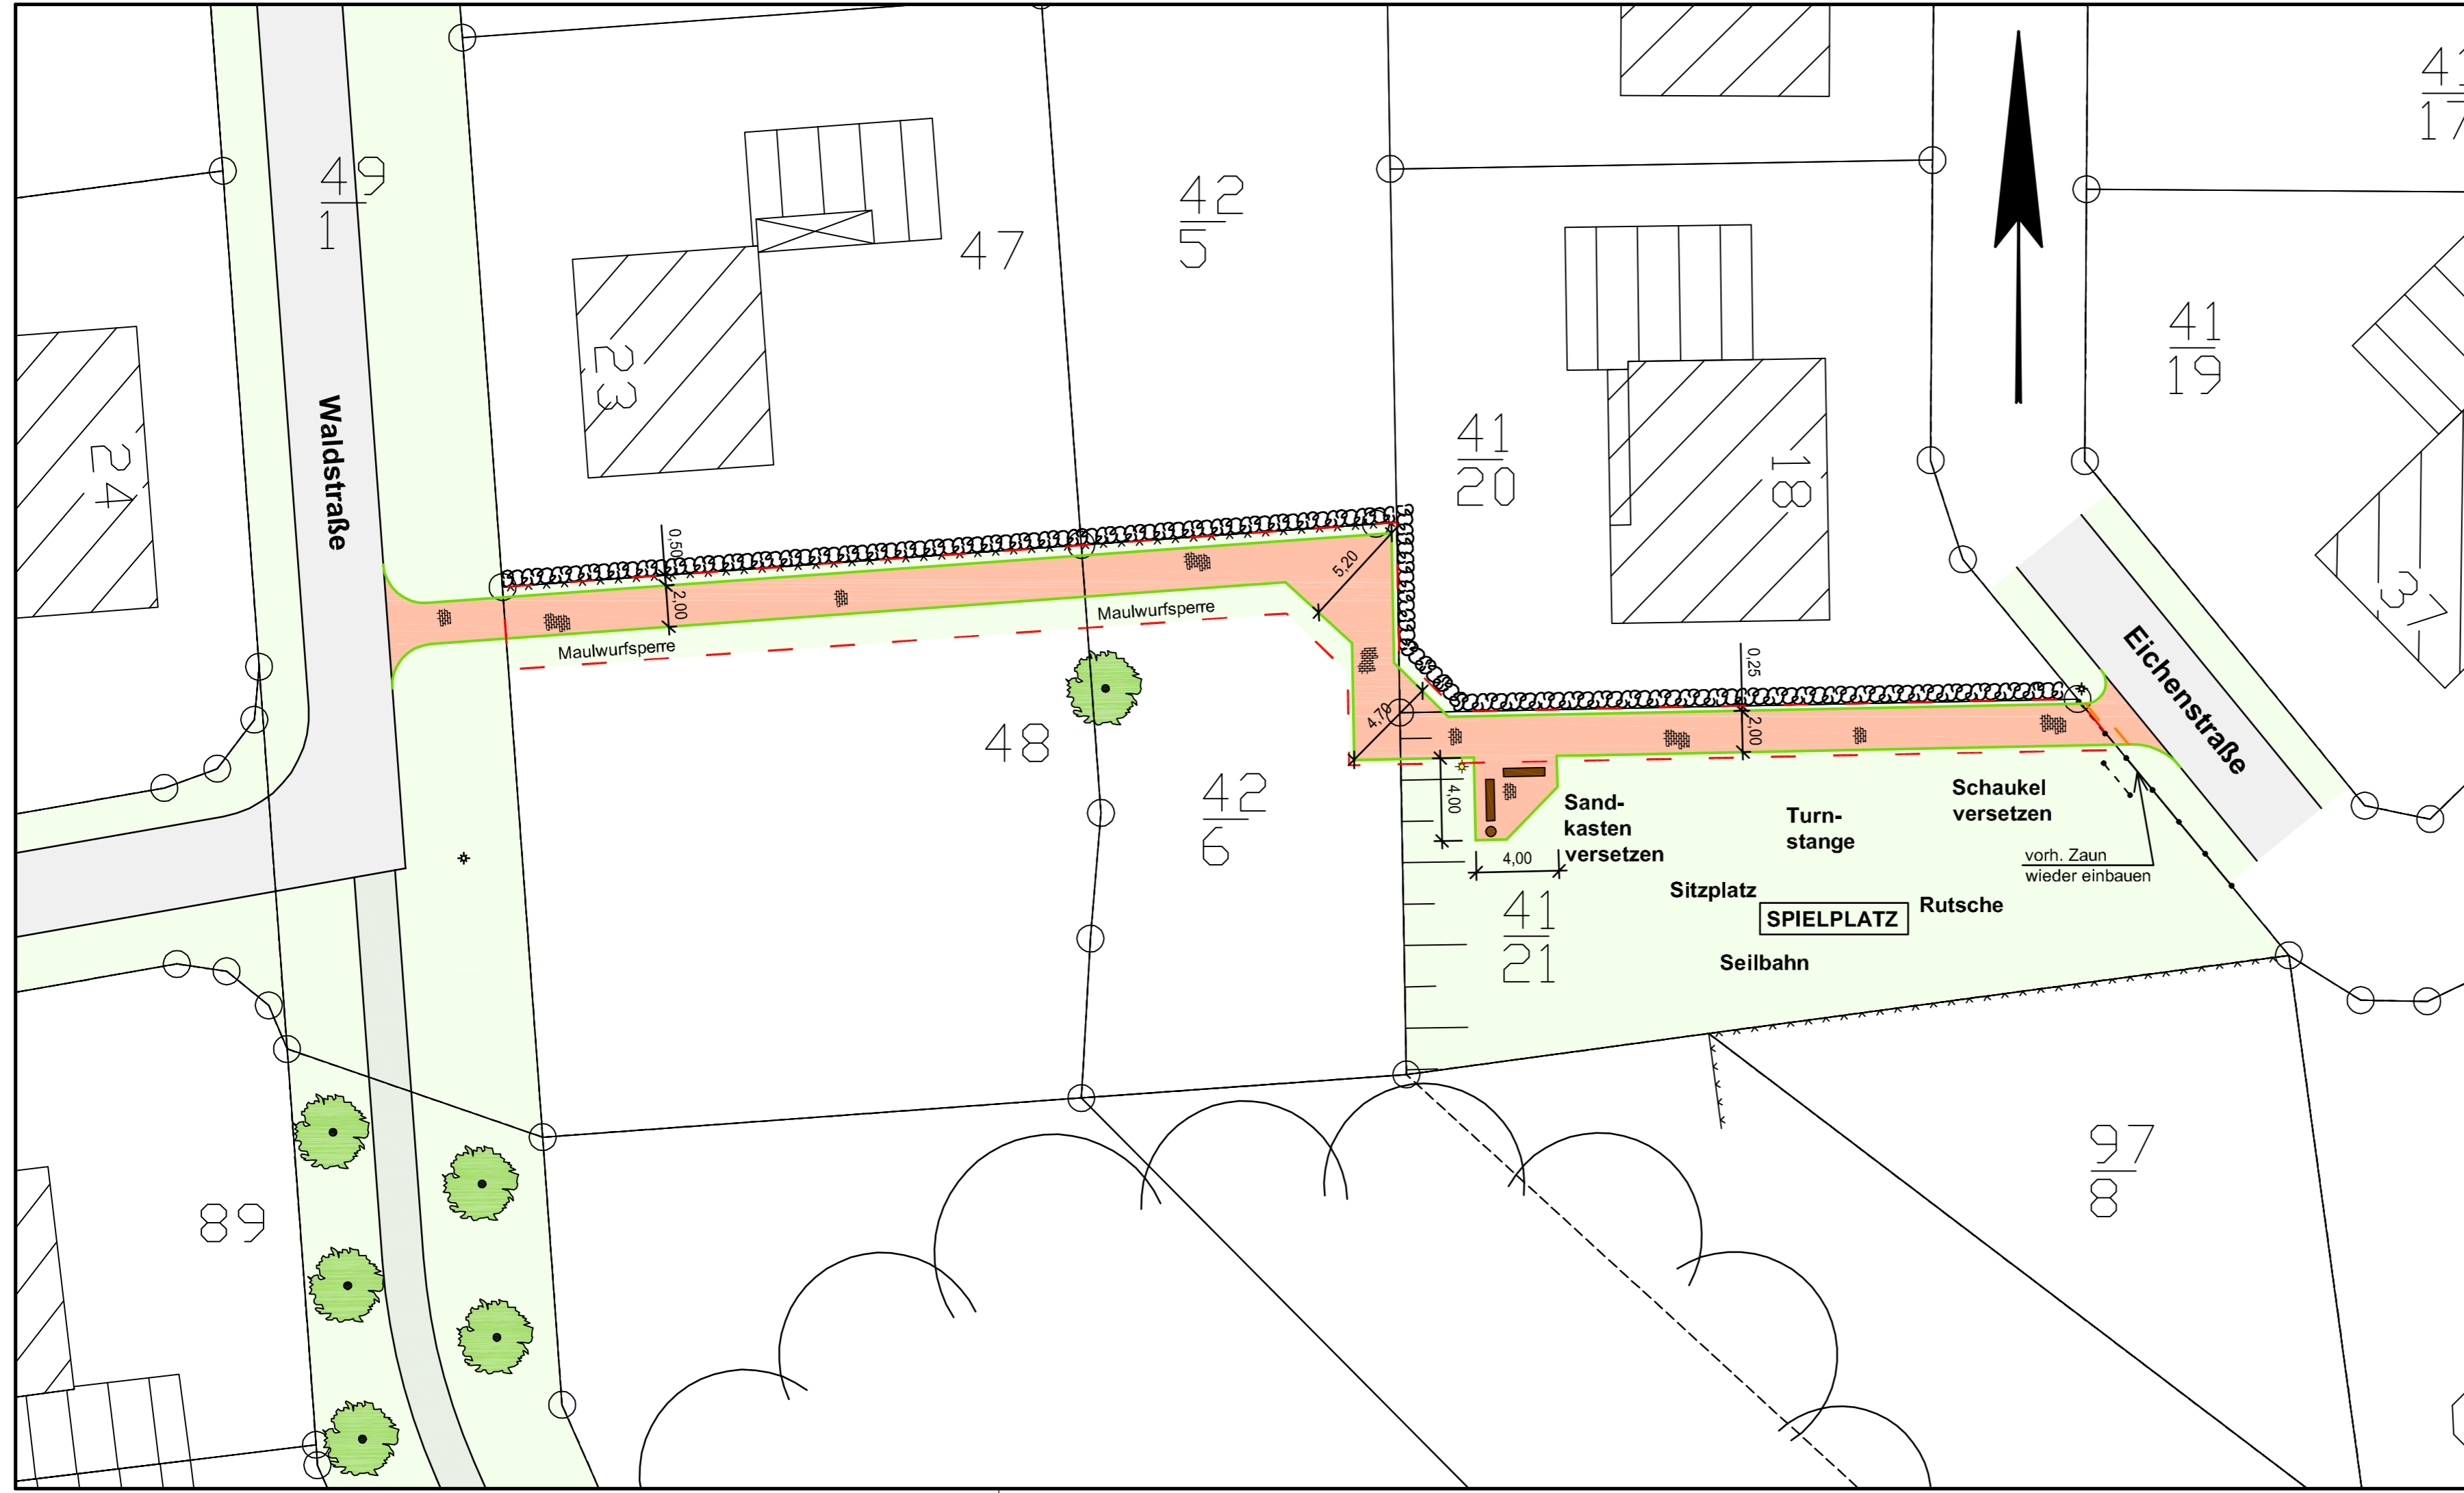 41
17
49
1
42
5
47
41
19
23
24
Waldstraße
41
20
18
37
0,50
2,00
5,20
Maulwurfsperre
Maulwurfsperre
Eichenstraße
0,25
2,00
4,70
48
42
6
4,00
4,00
Sand-
kasten
versetzen
Turn-
stange
Schaukel
versetzen
vorh. Zaun
wieder einbauen
Sitzplatz
SPIELPLATZ
Rutsche
41
21
Seilbahn
97
8
89